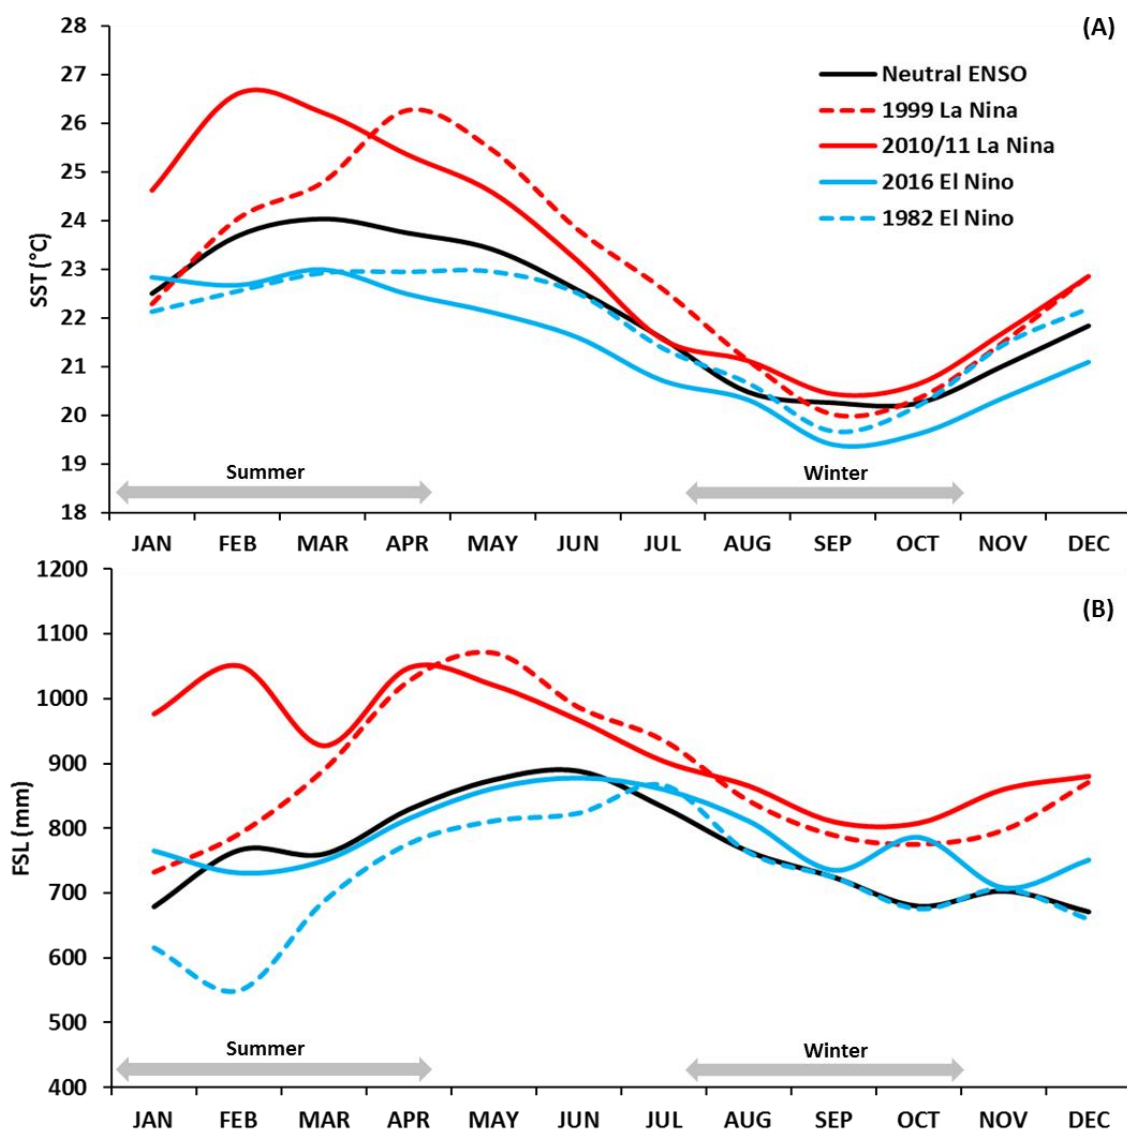 (A)
28
27
26
25
24
23
22
21
20
19
18
SST (°C)
Neutral ENSO
1999 La Nina
2010/11 La Nina
2016 El Nino
1982 El Nino
Summer
Winter
JAN FEB MAR APR MAY JUN JUL AUG SEP OCT NOV DEC
(B)
1200
1100
1000
900
800
700
600
500
400
FSL (mm)
Summer
Winter
JAN FEB MAR APR MAY JUN JUL AUG SEP OCT NOV DEC